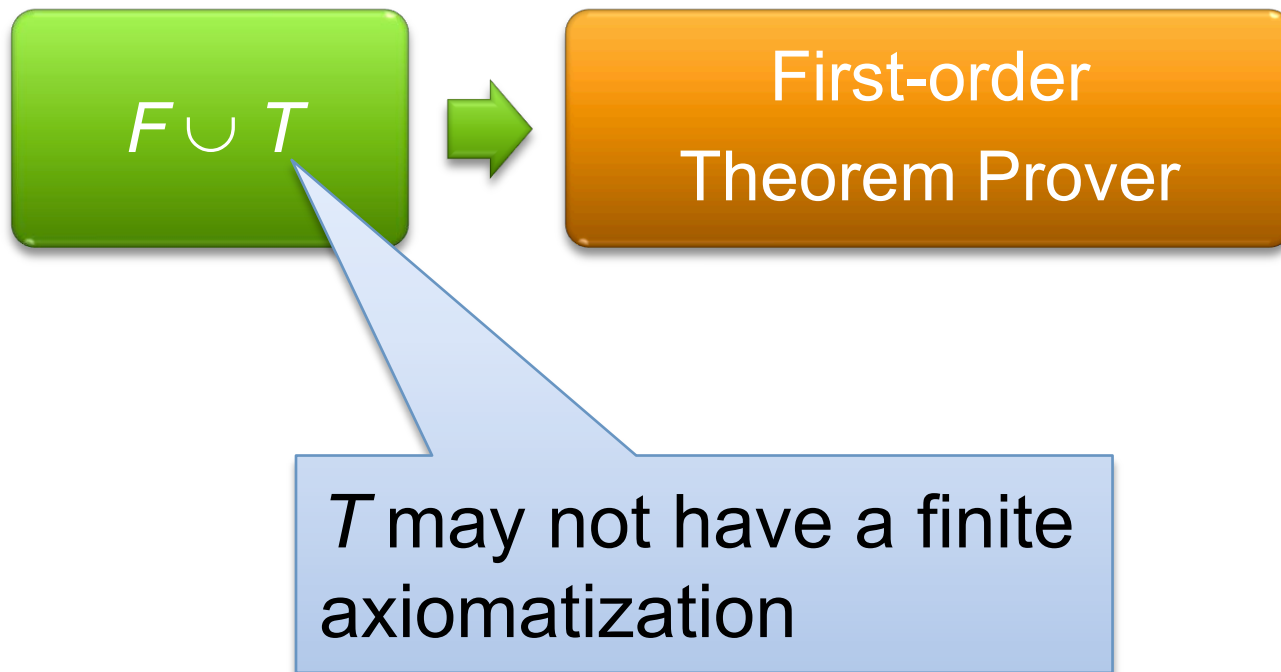 F ∪ T
First-order
Theorem Prover
T may not have a finite
axiomatization